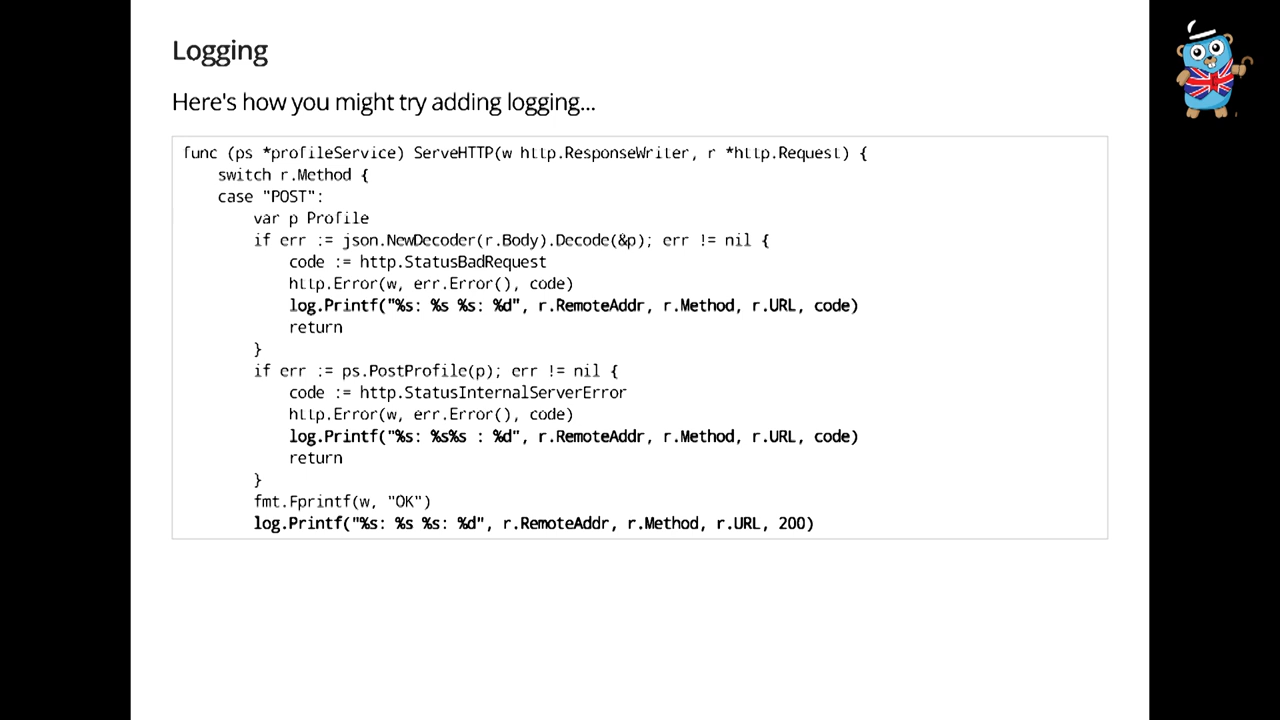 Logging
Here's how you might try adding logging...
func (ps *profileService) ServeHTTP(w http.ResponseWriter, r *http.Request) {
    switch r.Method {
    case "POST":
        var p Profile
        if err := json.NewDecoder(r.Body).Decode(&p); err != nil {
            code := http.StatusBadRequest
            http.Error(w, err.Error(), code)
            log.Printf("%s: %s %s: %d", r.RemoteAddr, r.Method, r.URL, code)
            return
        }
        if err := ps.PostProfile(p); err != nil {
            code := http.StatusInternalServerError
            http.Error(w, err.Error(), code)
            log.Printf("%s: %s%s : %d", r.RemoteAddr, r.Method, r.URL, code)
            return
        }
        fmt.Fprintf(w, "OK")
        log.Printf("%s: %s %s: %d", r.RemoteAddr, r.Method, r.URL, 200)